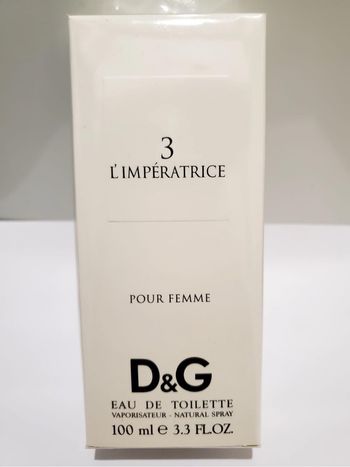 3
L'IMPÉRATRICE
POUR FEMME
D&G
EAU DE TOILETTE
VAPORISATEUR - NATURAL SPRAY
100 ml ℮ 3.3 FL.OZ.